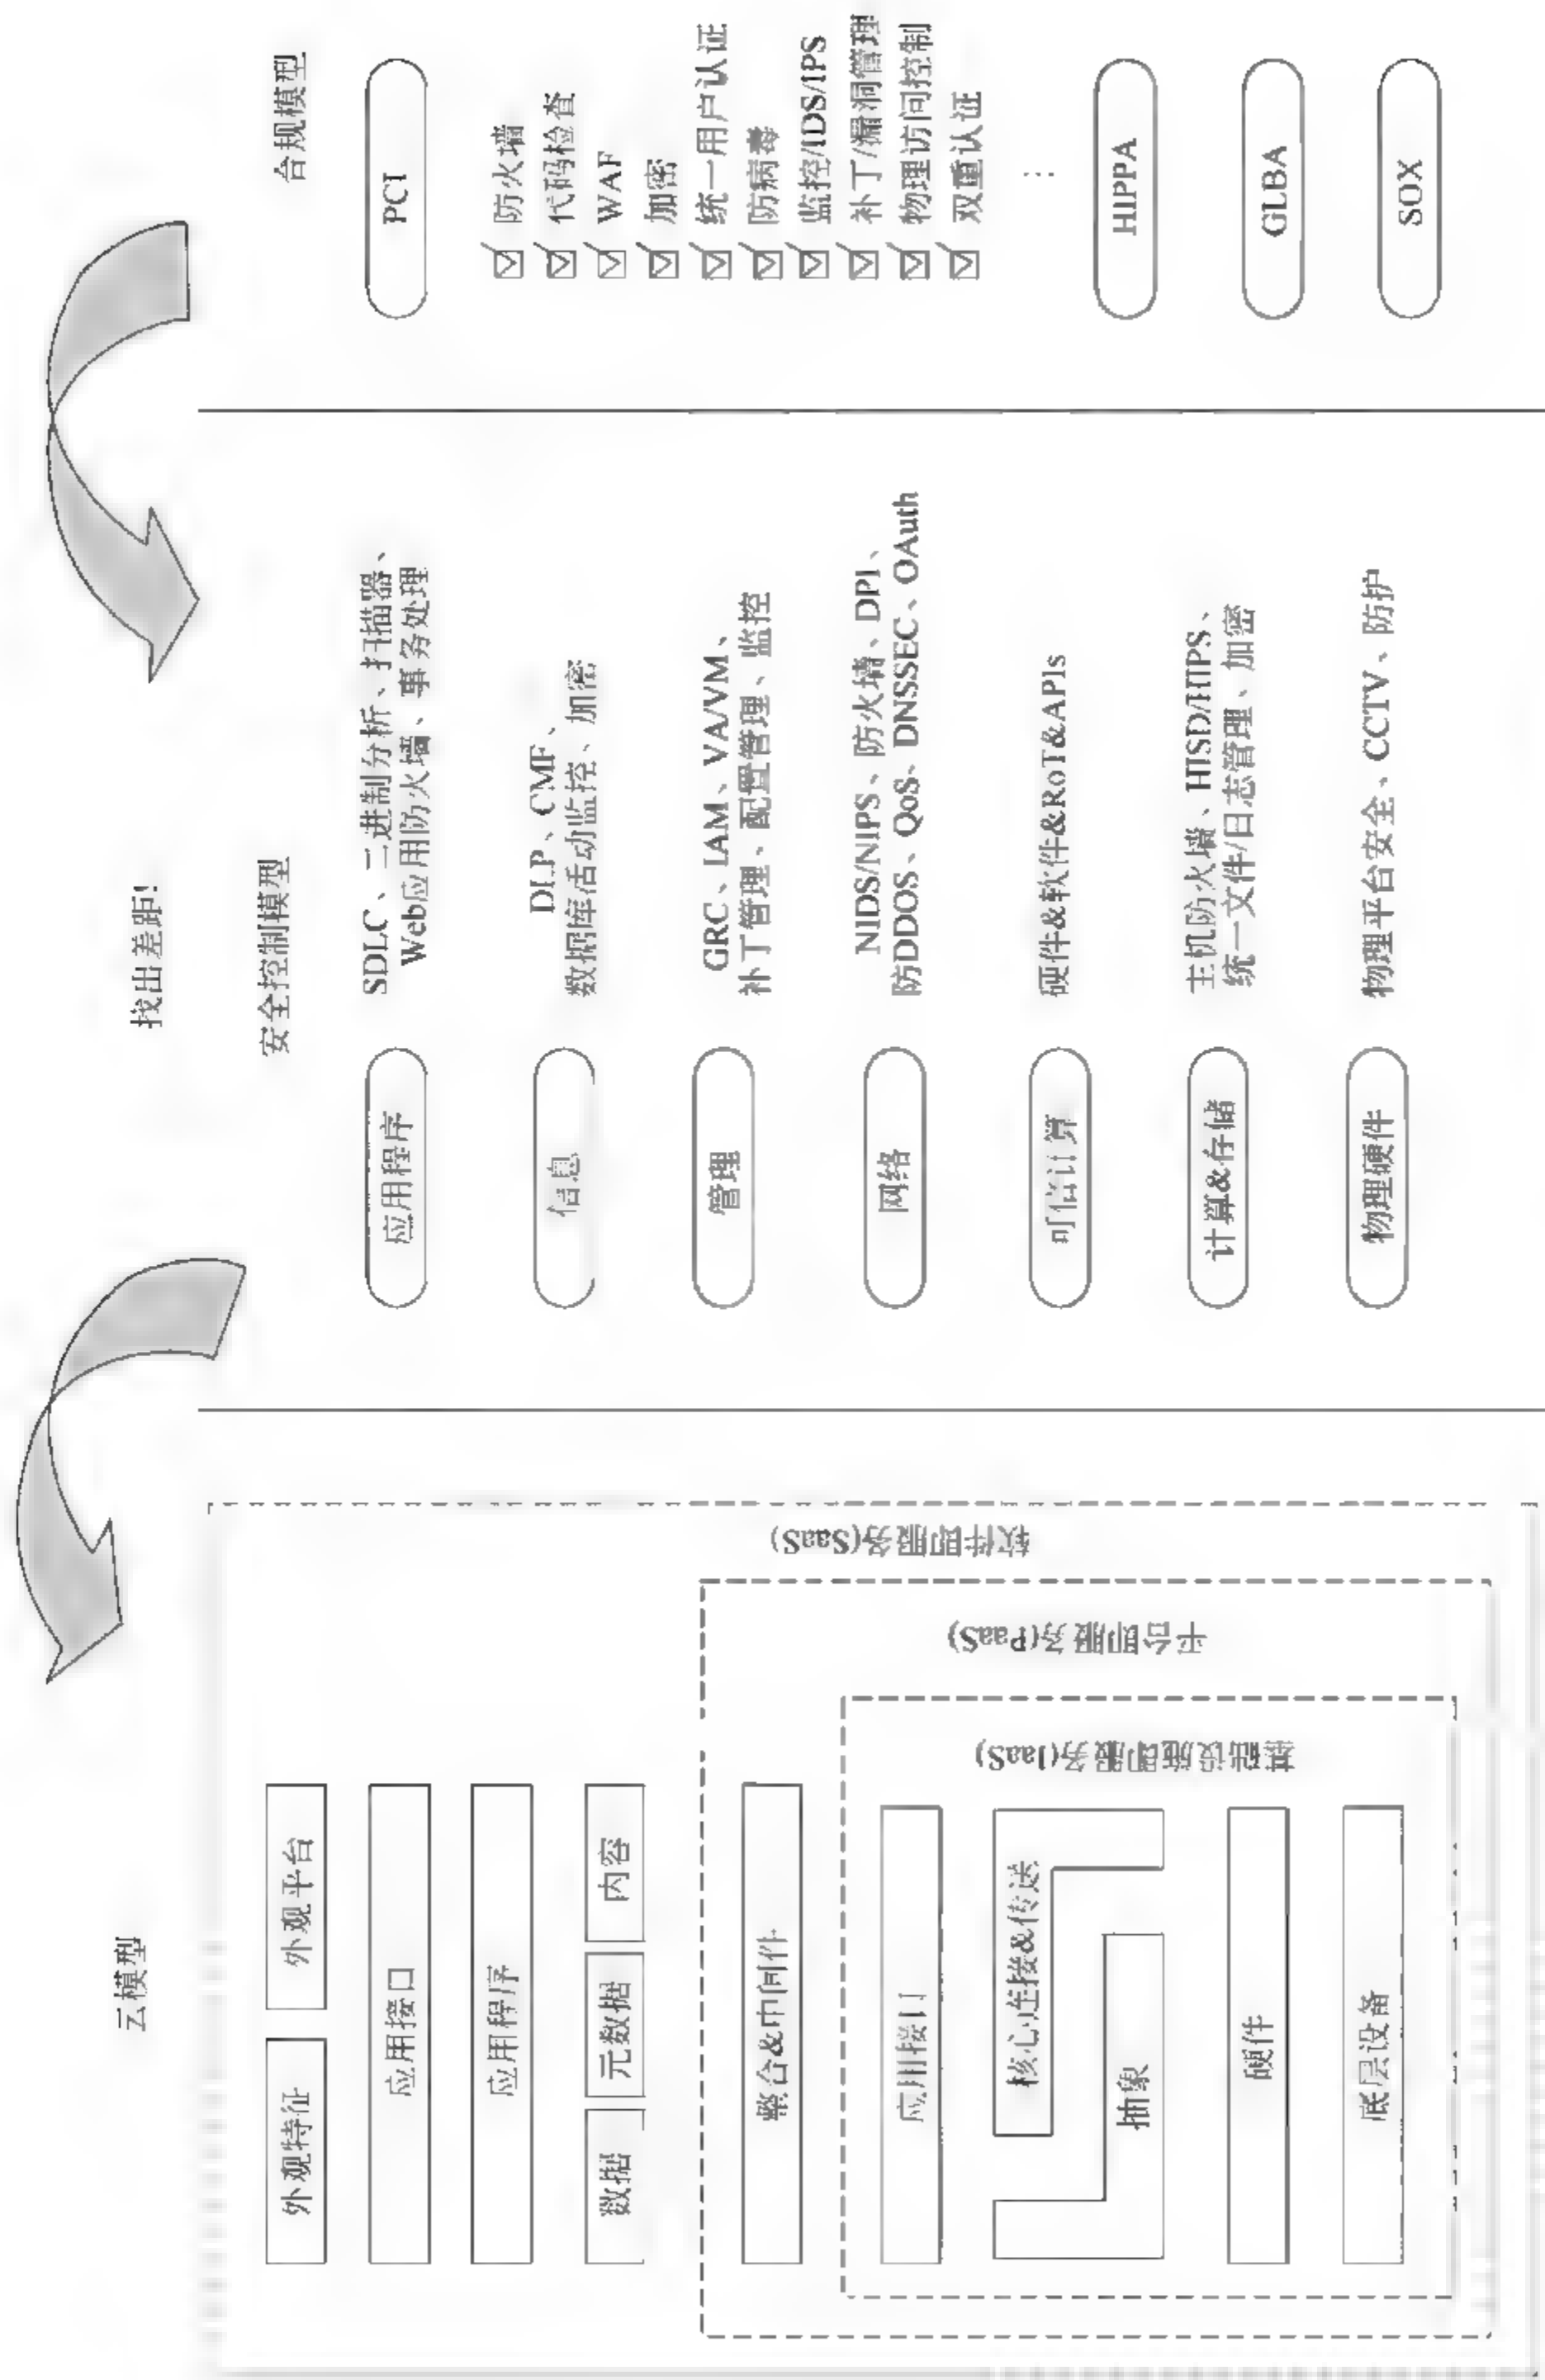 找出差距!
云模型
外观特征
外观平台
应用接口
应用程序
数据
元数据
内容
整合&中间件
应用接口
核心连接&传送
抽象
硬件
底层设备
基础设施即服务(IaaS)
平台即服务(PaaS)
软件即服务(SaaS)
安全控制模型
应用程序
SDLC、二进制分析、扫描器、
Web应用防火墙、事务处理
信息
DLP、CMF、
数据库活动监控、加密
管理
GRC、IAM、VA/VM、
补丁管理、配置管理、监控
网络
NIDS/NIPS、防火墙、DPI、
防DDOS、QoS、DNSSEC、OAuth
可信计算
硬件&软件&RoT&APIs
计算&存储
主机防火墙、HISD/HIPS、
统一文件/日志管理、加密
物理硬件
物理平台安全、CCTV、防护
合规模型
PCI
防火墙
代码检查
WAF
加密
统一用户认证
防病毒
监控/IDS/IPS
补丁/漏洞管理
物理访问控制
双重认证
…
HIPPA
GLBA
SOX